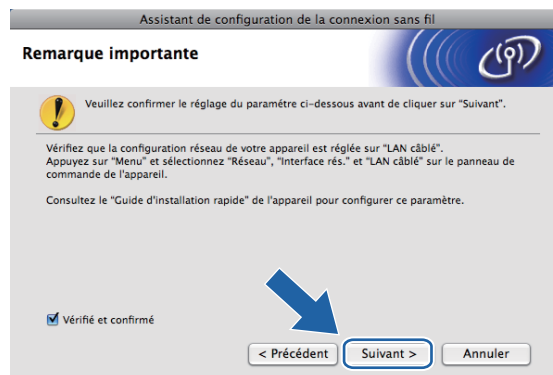 Assistant de configuration de la connexion sans fil
Remarque importante
Veuillez confirmer le réglage du paramétre ci-dessous avant de cliquer sur "Suivant".
Vérifiez que la configuration réseau de votre appareil est réglée sur "LAN câblé".
Appuyez sur "Menu" et sélectionnez "Réseau", "Interface rés." et "LAN câblé" sur le panneau de
commande de l'appareil.
Consultez le "Guide d'installation rapide" de l'appareil pour configurer ce paramètre.
Vérifié et confirmé
< Précédent
Suivant >
Annuler